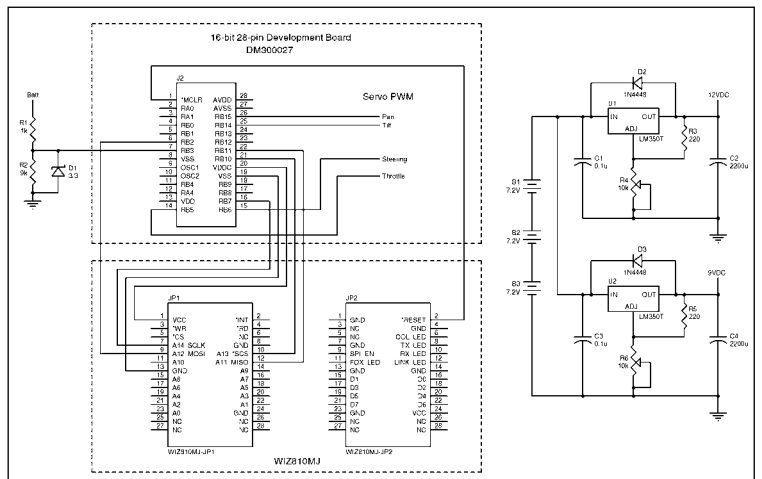 16-bit 28-pin Development Board
DM300027
J2
1 *MCLR AVDD 28
2 RA0 AVSS 27
3 RA1 RB15 26
4 RB0 RB14 25
5 RB1 RB13 24
6 RB2 RB12 23
7 RB3 RB11 22
8 VSS RB10 21
9 OSC1 VDDC 20
10 OSC2 VSS 19
11 RB4 RB9 18
12 RA4 RB8 17
13 VDD RB7 16
14 RB5 RB6 15
Servo PWM
Pan
Tilt
Steering
Throttle
Batt
R1
1k
R2
9k
D1
3.3
JP1
1 VCC *INT 2
3 *WR *RD 4
5 *CS NC 6
7 A14 SCLK GND 8
9 A12 MOSI A13 *SCS 10
11 A10 A11 MISO 12
13 GND A9 14
15 A8 A7 16
17 A6 A5 18
19 A4 A3 20
21 A2 A1 22
23 A0 GND 24
25 NC NC 26
27 NC NC 28
WIZ810MJ-JP1
JP2
1 GND *RESET 2
3 NC GND 4
5 NC COL LED 6
7 GND TX LED 8
9 SPI EN RX LED 10
11 FDX LED LINK LED 12
13 GND GND 14
15 D1 D0 16
17 D3 D2 18
19 D5 D4 20
21 D7 D6 22
23 GND VCC 24
25 NC NC 26
27 NC NC 28
WIZ810MJ-JP2
WIZ810MJ
D2
1N4448
U1
12VDC
IN OUT
ADJ
LM350T
R3
220
C1
0.1u
R4
10k
C2
2200u
B1
7.2V
B2
7.2V
B3
7.2V
D3
1N4448
U2
9VDC
IN OUT
ADJ
LM350T
R5
220
C3
0.1u
R6
10k
C4
2200u